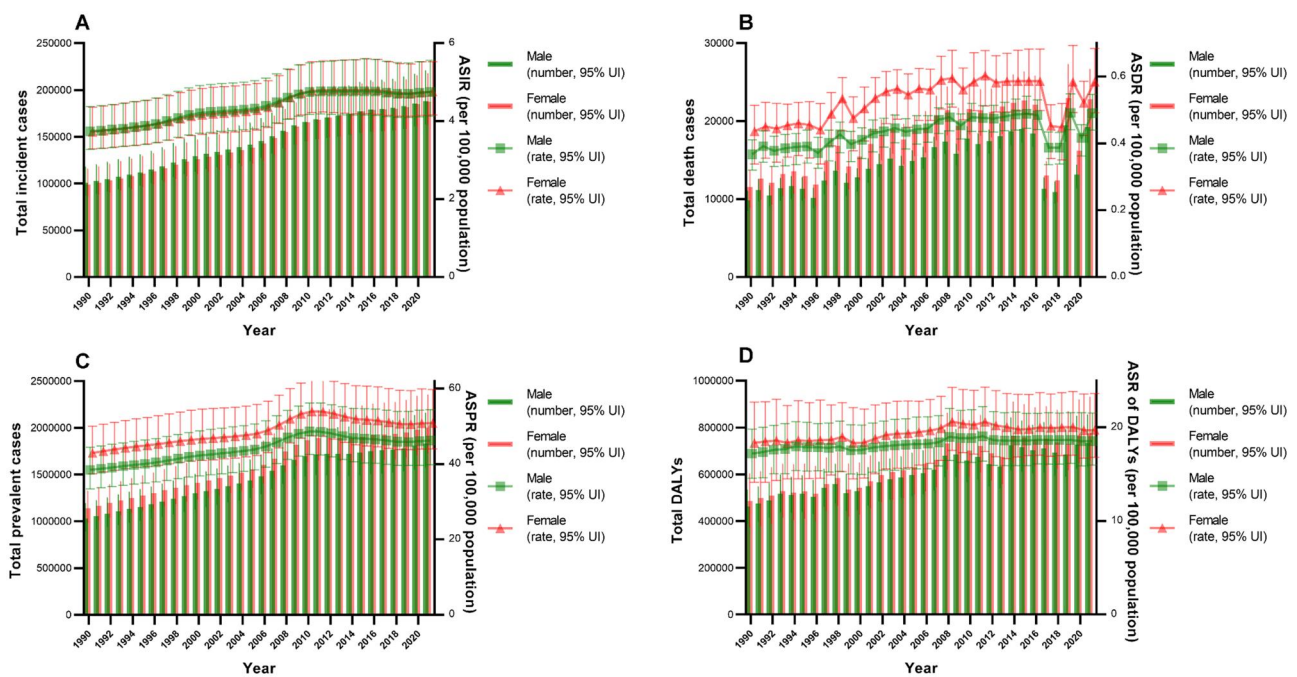 A
Total incident cases
250000
200000
150000
100000
50000
0
6
4
2
0
ASIR (per 100,000 population)
1990
1992
1994
1996
1998
2000
2002
2004
2006
2008
2010
2012
2014
2016
2018
2020
Year
Male
(number, 95% UI)
Female
(number, 95% UI)
Male
(rate, 95% UI)
Female
(rate, 95% UI)
B
Total death cases
30000
20000
10000
0
0.6
0.4
0.2
0.0
ASDR (per 100,000 population)
1990
1992
1994
1996
1998
2000
2002
2004
2006
2008
2010
2012
2014
2016
2018
2020
Year
Male
(number, 95% UI)
Female
(number, 95% UI)
Male
(rate, 95% UI)
Female
(rate, 95% UI)
C
Total prevalent cases
2500000
2000000
1500000
1000000
500000
0
60
40
20
0
ASPR (per 100,000 population)
1990
1992
1994
1996
1998
2000
2002
2004
2006
2008
2010
2012
2014
2016
2018
2020
Year
Male
(number, 95% UI)
Female
(number, 95% UI)
Male
(rate, 95% UI)
Female
(rate, 95% UI)
D
Total DALYs
1000000
800000
600000
400000
200000
0
20
10
0
ASR of DALYs (per 100,000 population)
1990
1992
1994
1996
1998
2000
2002
2004
2006
2008
2010
2012
2014
2016
2018
2020
Year
Male
(number, 95% UI)
Female
(number, 95% UI)
Male
(rate, 95% UI)
Female
(rate, 95% UI)